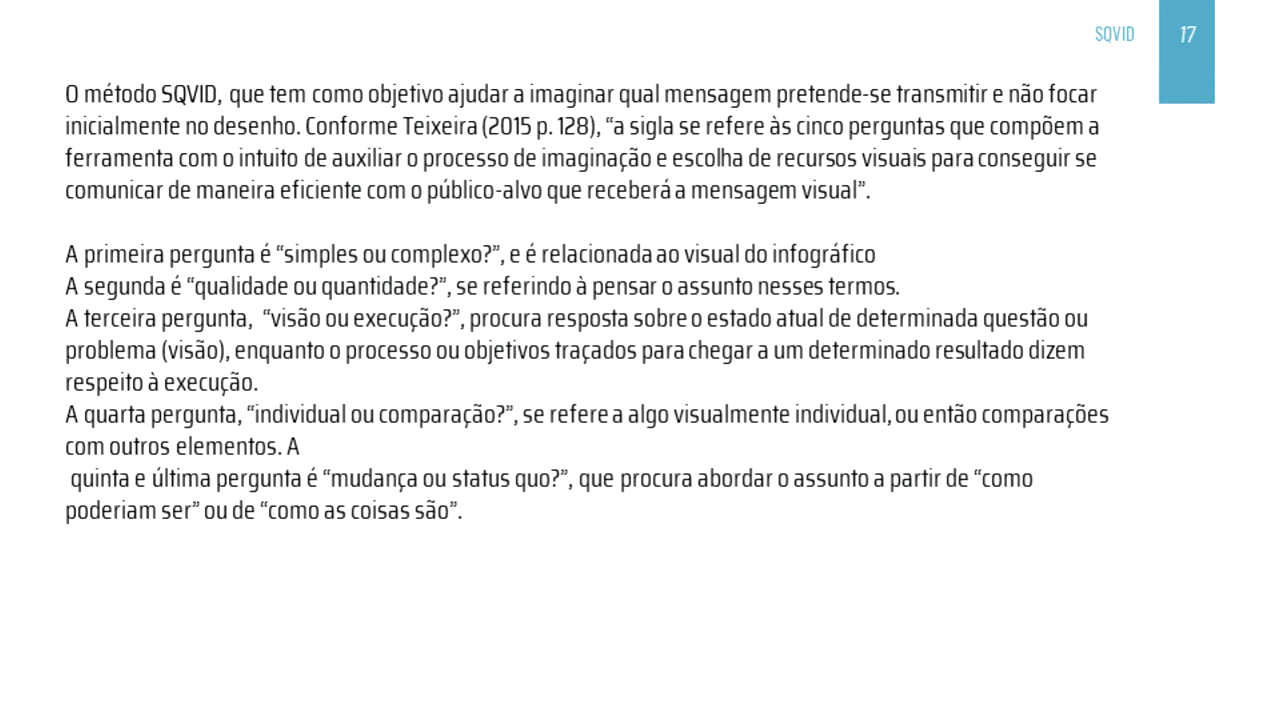 SQVID
17
O método SQVID, que tem como objetivo ajudar a imaginar qual mensagem pretende-se transmitir e não focar
inicialmente no desenho. Conforme Teixeira (2015 p. 128), “a sigla se refere às cinco perguntas que compõem a
ferramenta com o intuito de auxiliar o processo de imaginação e escolha de recursos visuais para conseguir se
comunicar de maneira eficiente com o público-alvo que receberá a mensagem visual”.
A primeira pergunta é “simples ou complexo?”, e é relacionada ao visual do infográfico
A segunda é “qualidade ou quantidade?”, se referindo à pensar o assunto nesses termos.
A terceira pergunta, “visão ou execução?”, procura resposta sobre o estado atual de determinada questão ou
problema (visão), enquanto o processo ou objetivos traçados para chegar a um determinado resultado dizem
respeito à execução.
A quarta pergunta, “individual ou comparação?”, se refere a algo visualmente individual, ou então comparações
com outros elementos. A
quinta e última pergunta é “mudança ou status quo?”, que procura abordar o assunto a partir de “como
poderiam ser” ou de “como as coisas são”.